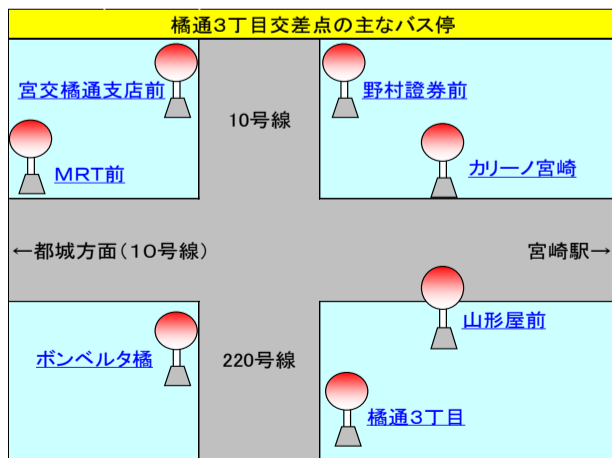 橘通3丁目交差点の主なバス停
宮交橘通支店前
野村證券前
10号線
MRT前
カリーノ宮崎
←都城方面（１０号線）
宮崎駅→
山形屋前
ボンベルタ橘
220号線
橘通3丁目